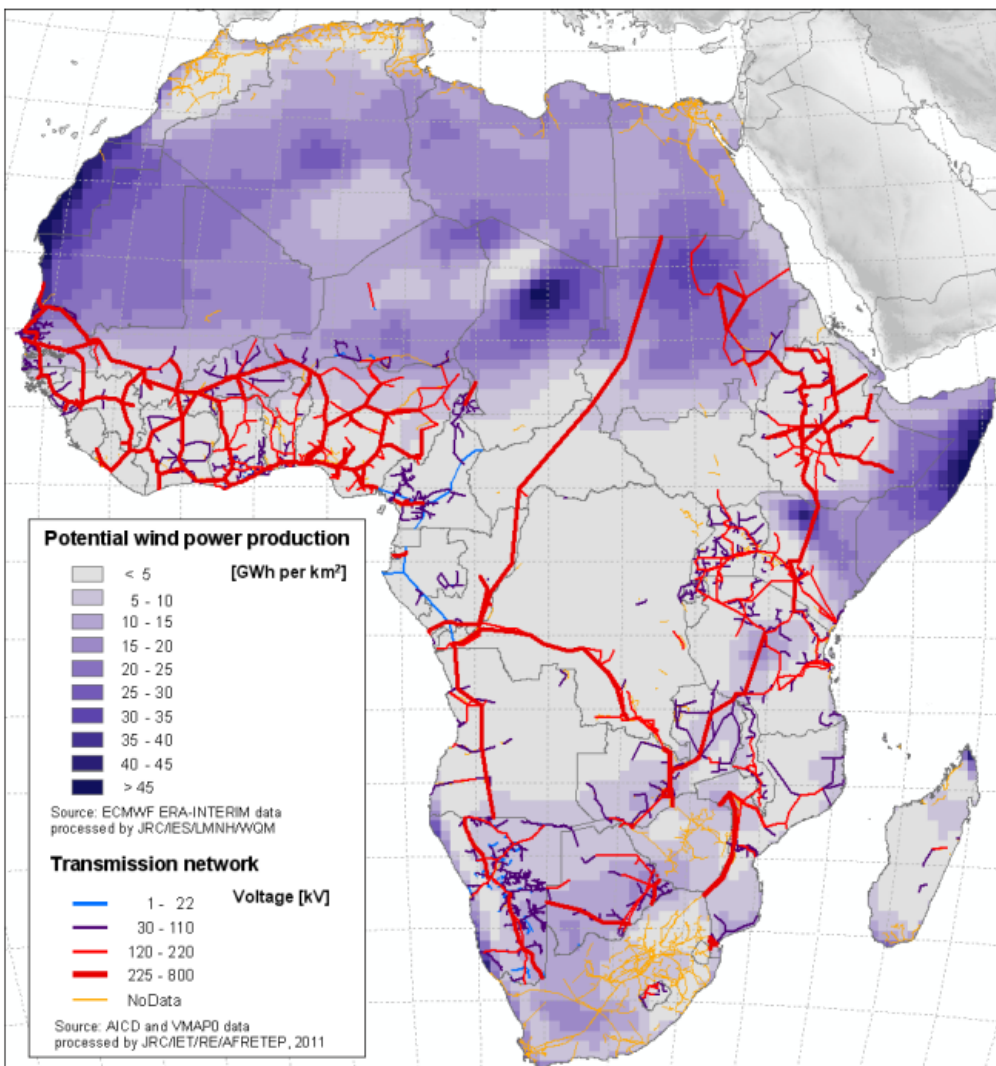 Potential wind power production
[GWh per km²]
< 5
5 - 10
10 - 15
15 - 20
20 - 25
25 - 30
30 - 35
35 - 40
40 - 45
> 45
Source: ECMWF ERA-INTERIM data
processed by JRC/IES/LMNH/WQM
Transmission network
Voltage [kV]
1 - 22
30 - 110
120 - 220
225 - 800
NoData
Source: AICD and VMAP0 data
processed by JRC/IET/RE/AFRETEP, 2011